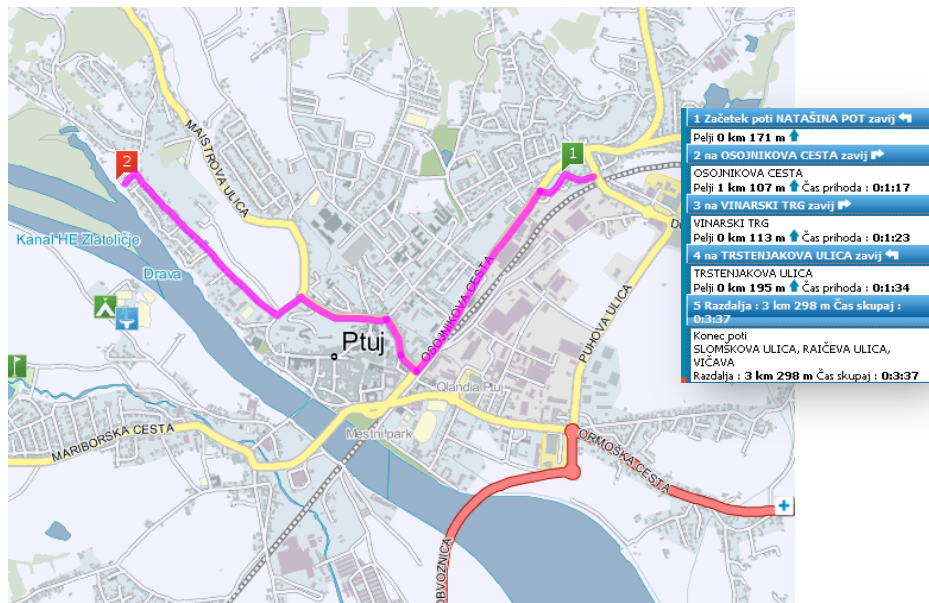 MAISTROVA ULICA
2
1
Kanal HE Zlatoličje
Drava
Ptuj
OSOJNIKOVA CESTA
PUHOVA ULICA
Qlandia Ptuj
Mestni park
MARIBORSKA CESTA
ORMOŠKA CESTA
OBVOZNICA
1 Začetek poti NATAŠINA POT zavij
Pelji 0 km 171 m
2 na OSOJNIKOVA CESTA zavij
OSOJNIKOVA CESTA
Pelji 1 km 107 m Čas prihoda : 0:1:17
3 na VINARSKI TRG zavij
VINARSKI TRG
Pelji 0 km 113 m Čas prihoda : 0:1:23
4 na TRSTENJAKOVA ULICA zavij
TRSTENJAKOVA ULICA
Pelji 0 km 195 m Čas prihoda : 0:1:34
5 Razdalja : 3 km 298 m Čas skupaj :
0:3:37
Konec poti
SLOMŠKOVA ULICA, RAIČEVA ULICA,
VIČAVA
Razdalja : 3 km 298 m Čas skupaj : 0:3:37